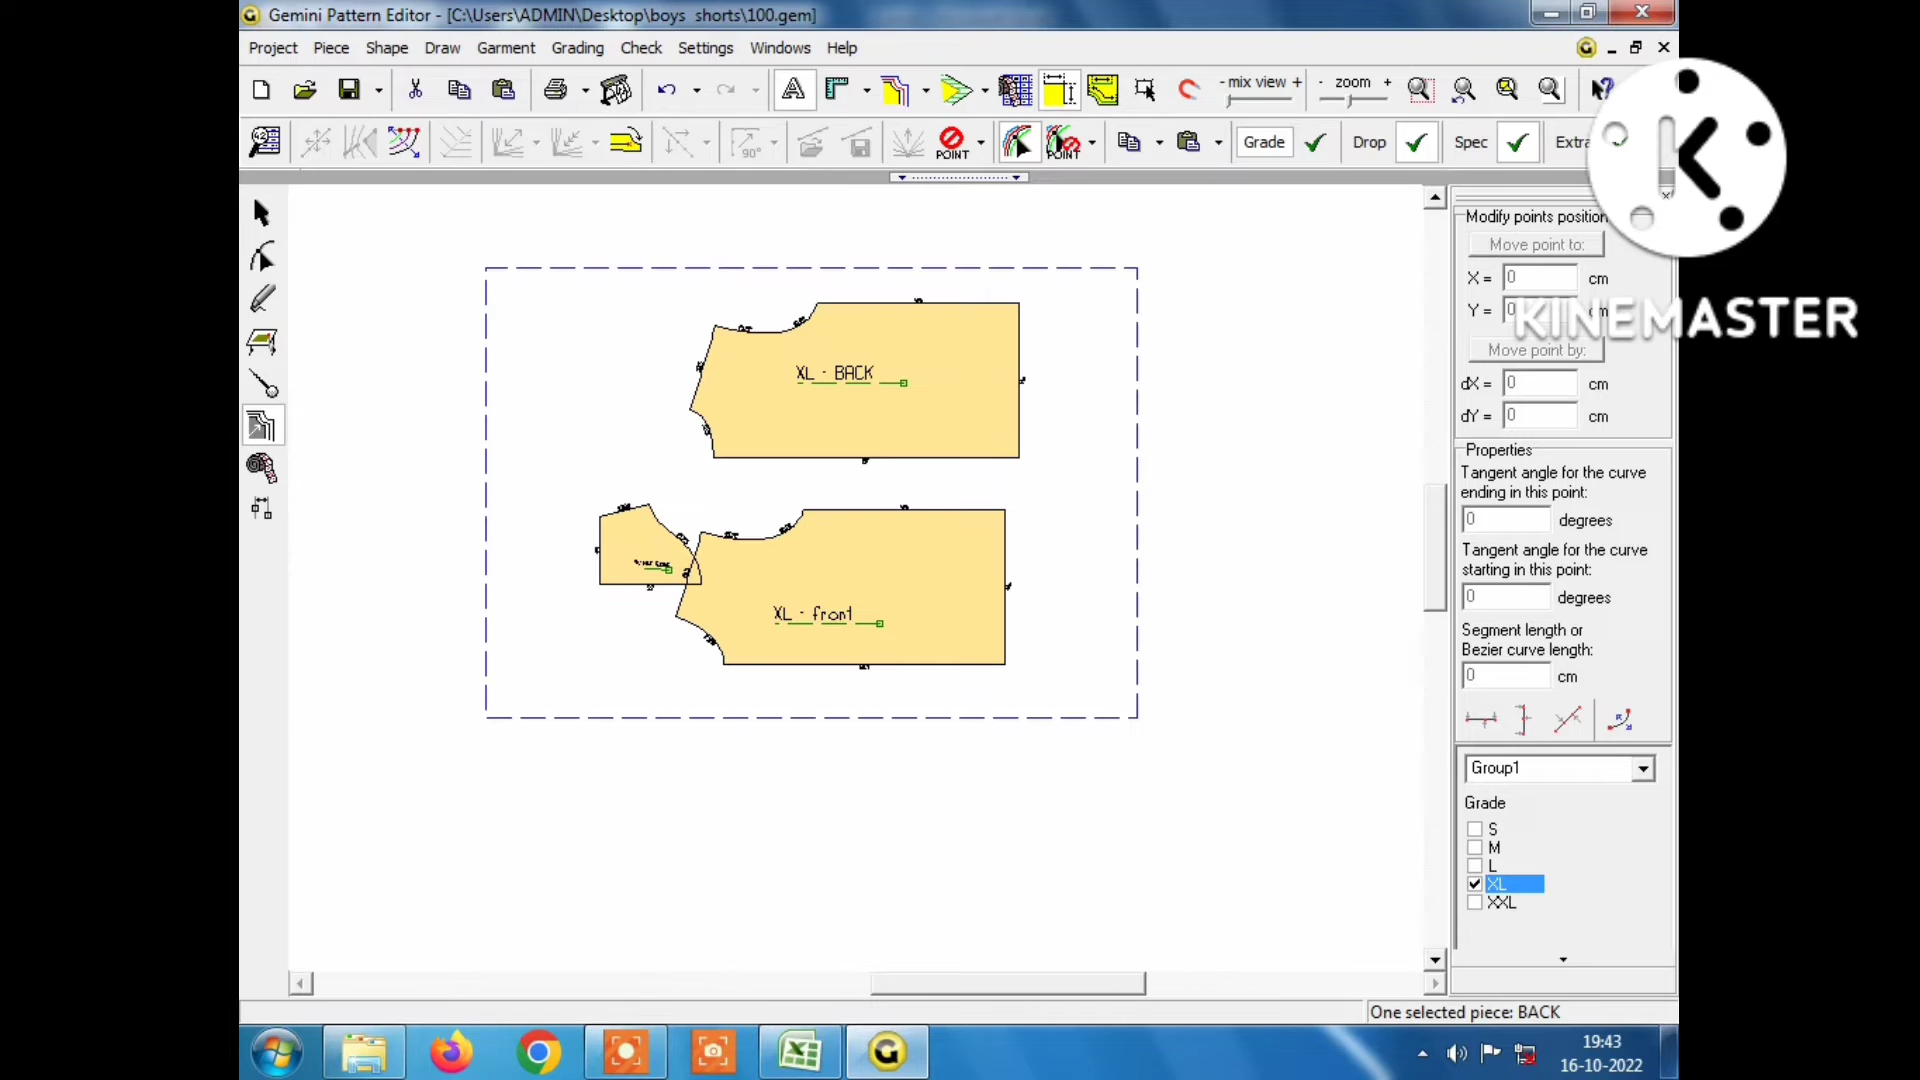 Gemini Pattern Editor - [C:\Users\ADMIN\Desktop\boys shorts\100.gem]
Project Piece Shape Draw Garment Grading Check Settings Windows Help
- mix view + - zoom +
90° POINT POINT Grade Drop Spec Extra
KINEMASTER
Modify points position
Move point to:
X = 0 cm
Y = 0 cm
Move point by:
dX = 0 cm
dY = 0 cm
Properties
Tangent angle for the curve
ending in this point:
0 degrees
Tangent angle for the curve
starting in this point:
0 degrees
Segment length or
Bezier curve length:
0 cm
Group1
Grade
S
M
L
XL
XXL
XL - BACK
XL - front
One selected piece: BACK
19:43
16-10-2022